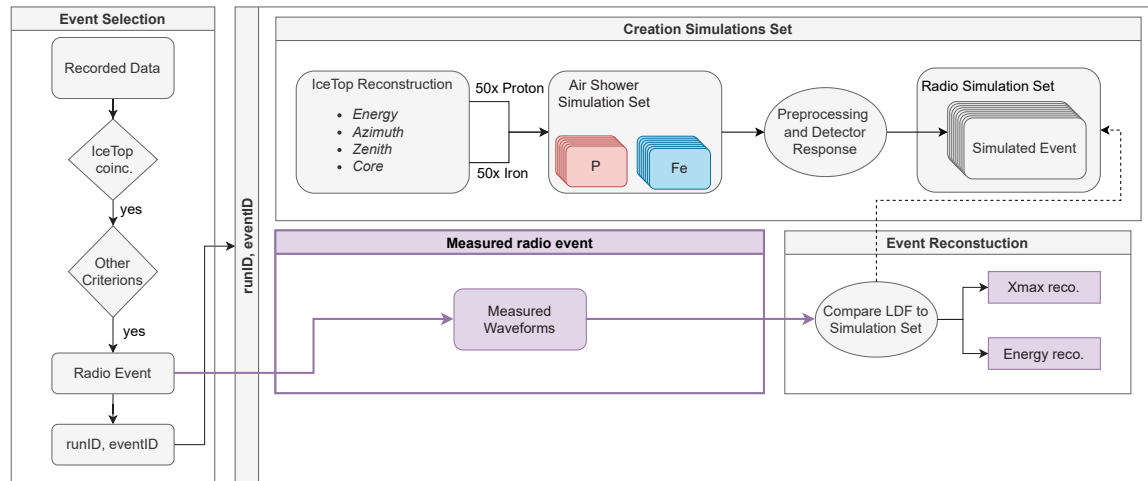 Event Selection
Recorded Data
IceTop
coinc.
yes
Other
Criterions
yes
Radio Event
runID, eventID
runID, eventID
Creation Simulations Set
IceTop Reconstruction
• Energy
• Azimuth
• Zenith
• Core
50x Proton
50x Iron
Air Shower
Simulation Set
P
Fe
Preprocessing
and Detector
Response
Radio Simulation Set
Simulated Event
Measured radio event
Measured
Waveforms
Event Reconstuction
Compare LDF to
Simulation Set
Xmax reco.
Energy reco.